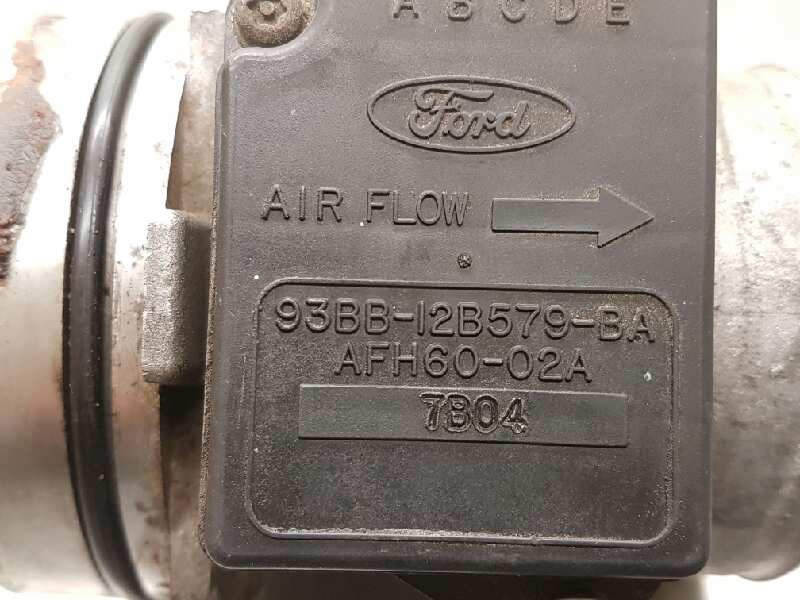 A B C D E
Ford
AIR FLOW
93BB-12B579-BA
AFH60-02A
7B04